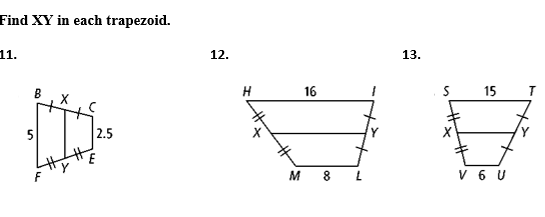 Find XY in each trapezoid.
11. 12. 13.
B X C
5 2.5
F Y E
H 16 I
X Y
M 8 L
S 15 T
X Y
V 6 U